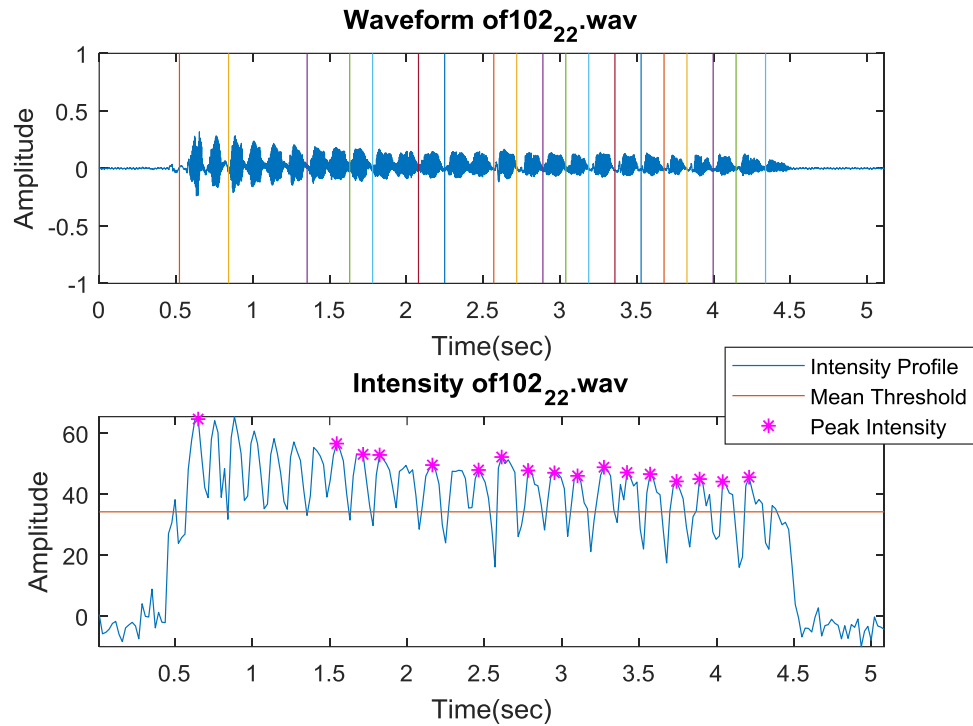 Waveform of102_22.wav
1
0.5
0
-0.5
-1
Amplitude
0 0.5 1 1.5 2 2.5 3 3.5 4 4.5 5
Time(sec)
Intensity of102_22.wav
Intensity Profile
Mean Threshold
Peak Intensity
60
40
20
0
Amplitude
0.5 1 1.5 2 2.5 3 3.5 4 4.5 5
Time(sec)